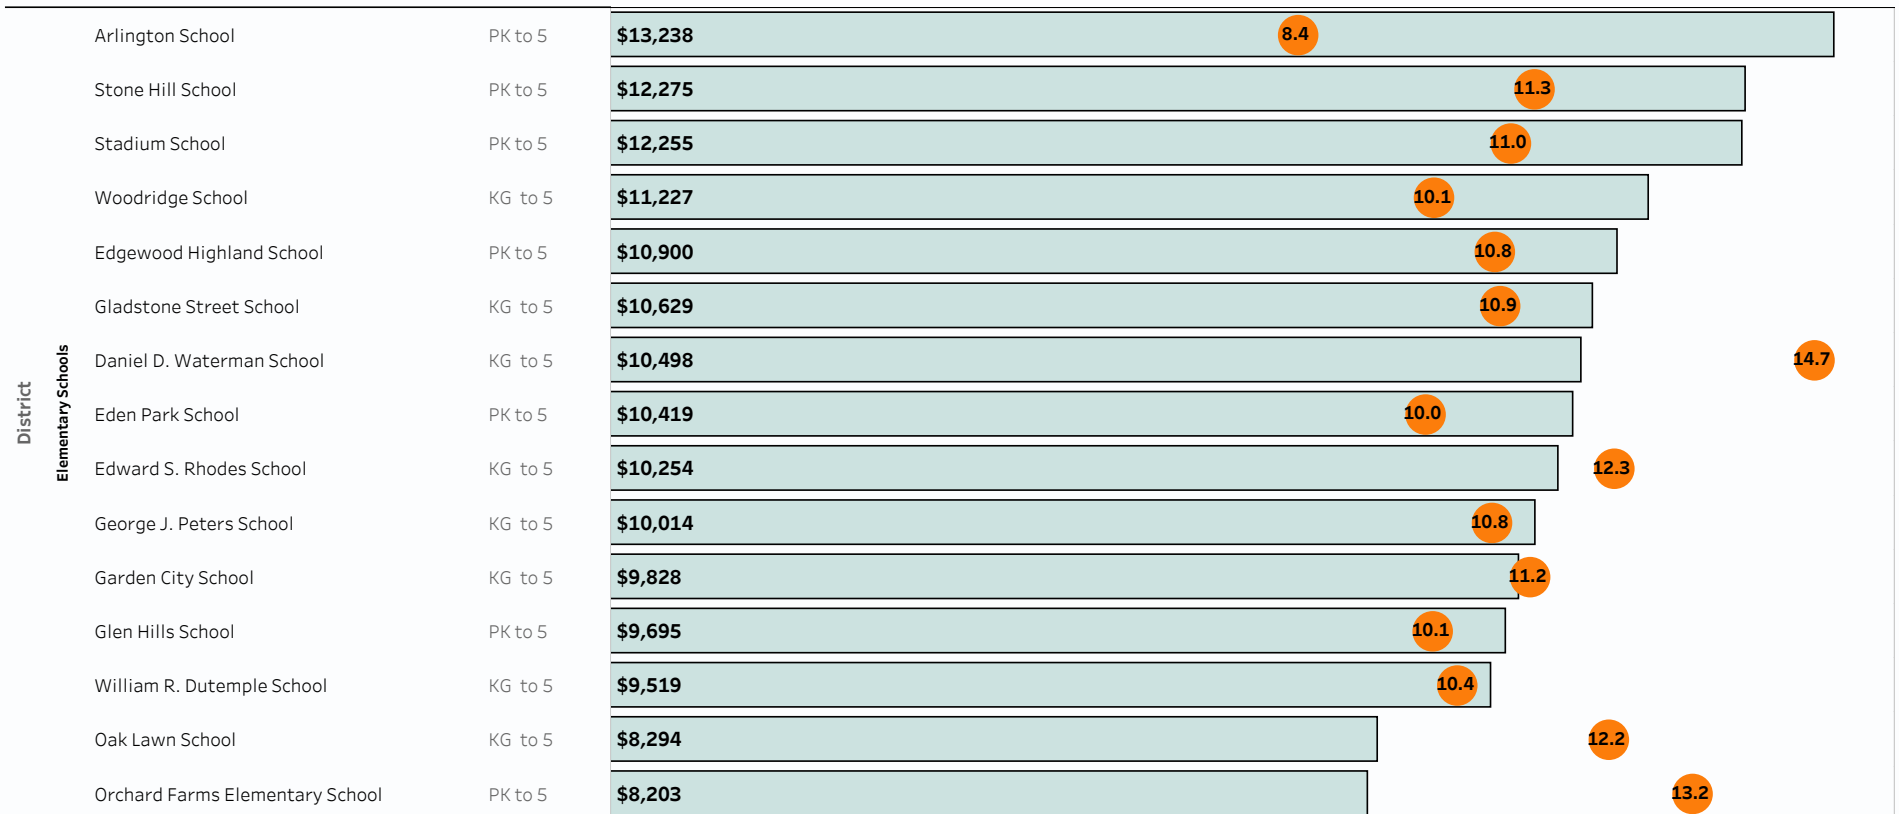 Arlington School PK to 5 $13,238 8.4
Stone Hill School PK to 5 $12,275 11.3
Stadium School PK to 5 $12,255 11.0
Woodridge School KG to 5 $11,227 10.1
Edgewood Highland School PK to 5 $10,900 10.8
Gladstone Street School KG to 5 $10,629 10.9
District
Elementary Schools
Daniel D. Waterman School KG to 5 $10,498 14.7
Eden Park School PK to 5 $10,419 10.0
Edward S. Rhodes School KG to 5 $10,254 12.3
George J. Peters School KG to 5 $10,014 10.8
Garden City School KG to 5 $9,828 11.2
Glen Hills School PK to 5 $9,695 10.1
William R. Dutemple School KG to 5 $9,519 10.4
Oak Lawn School KG to 5 $8,294 12.2
Orchard Farms Elementary School PK to 5 $8,203 13.2